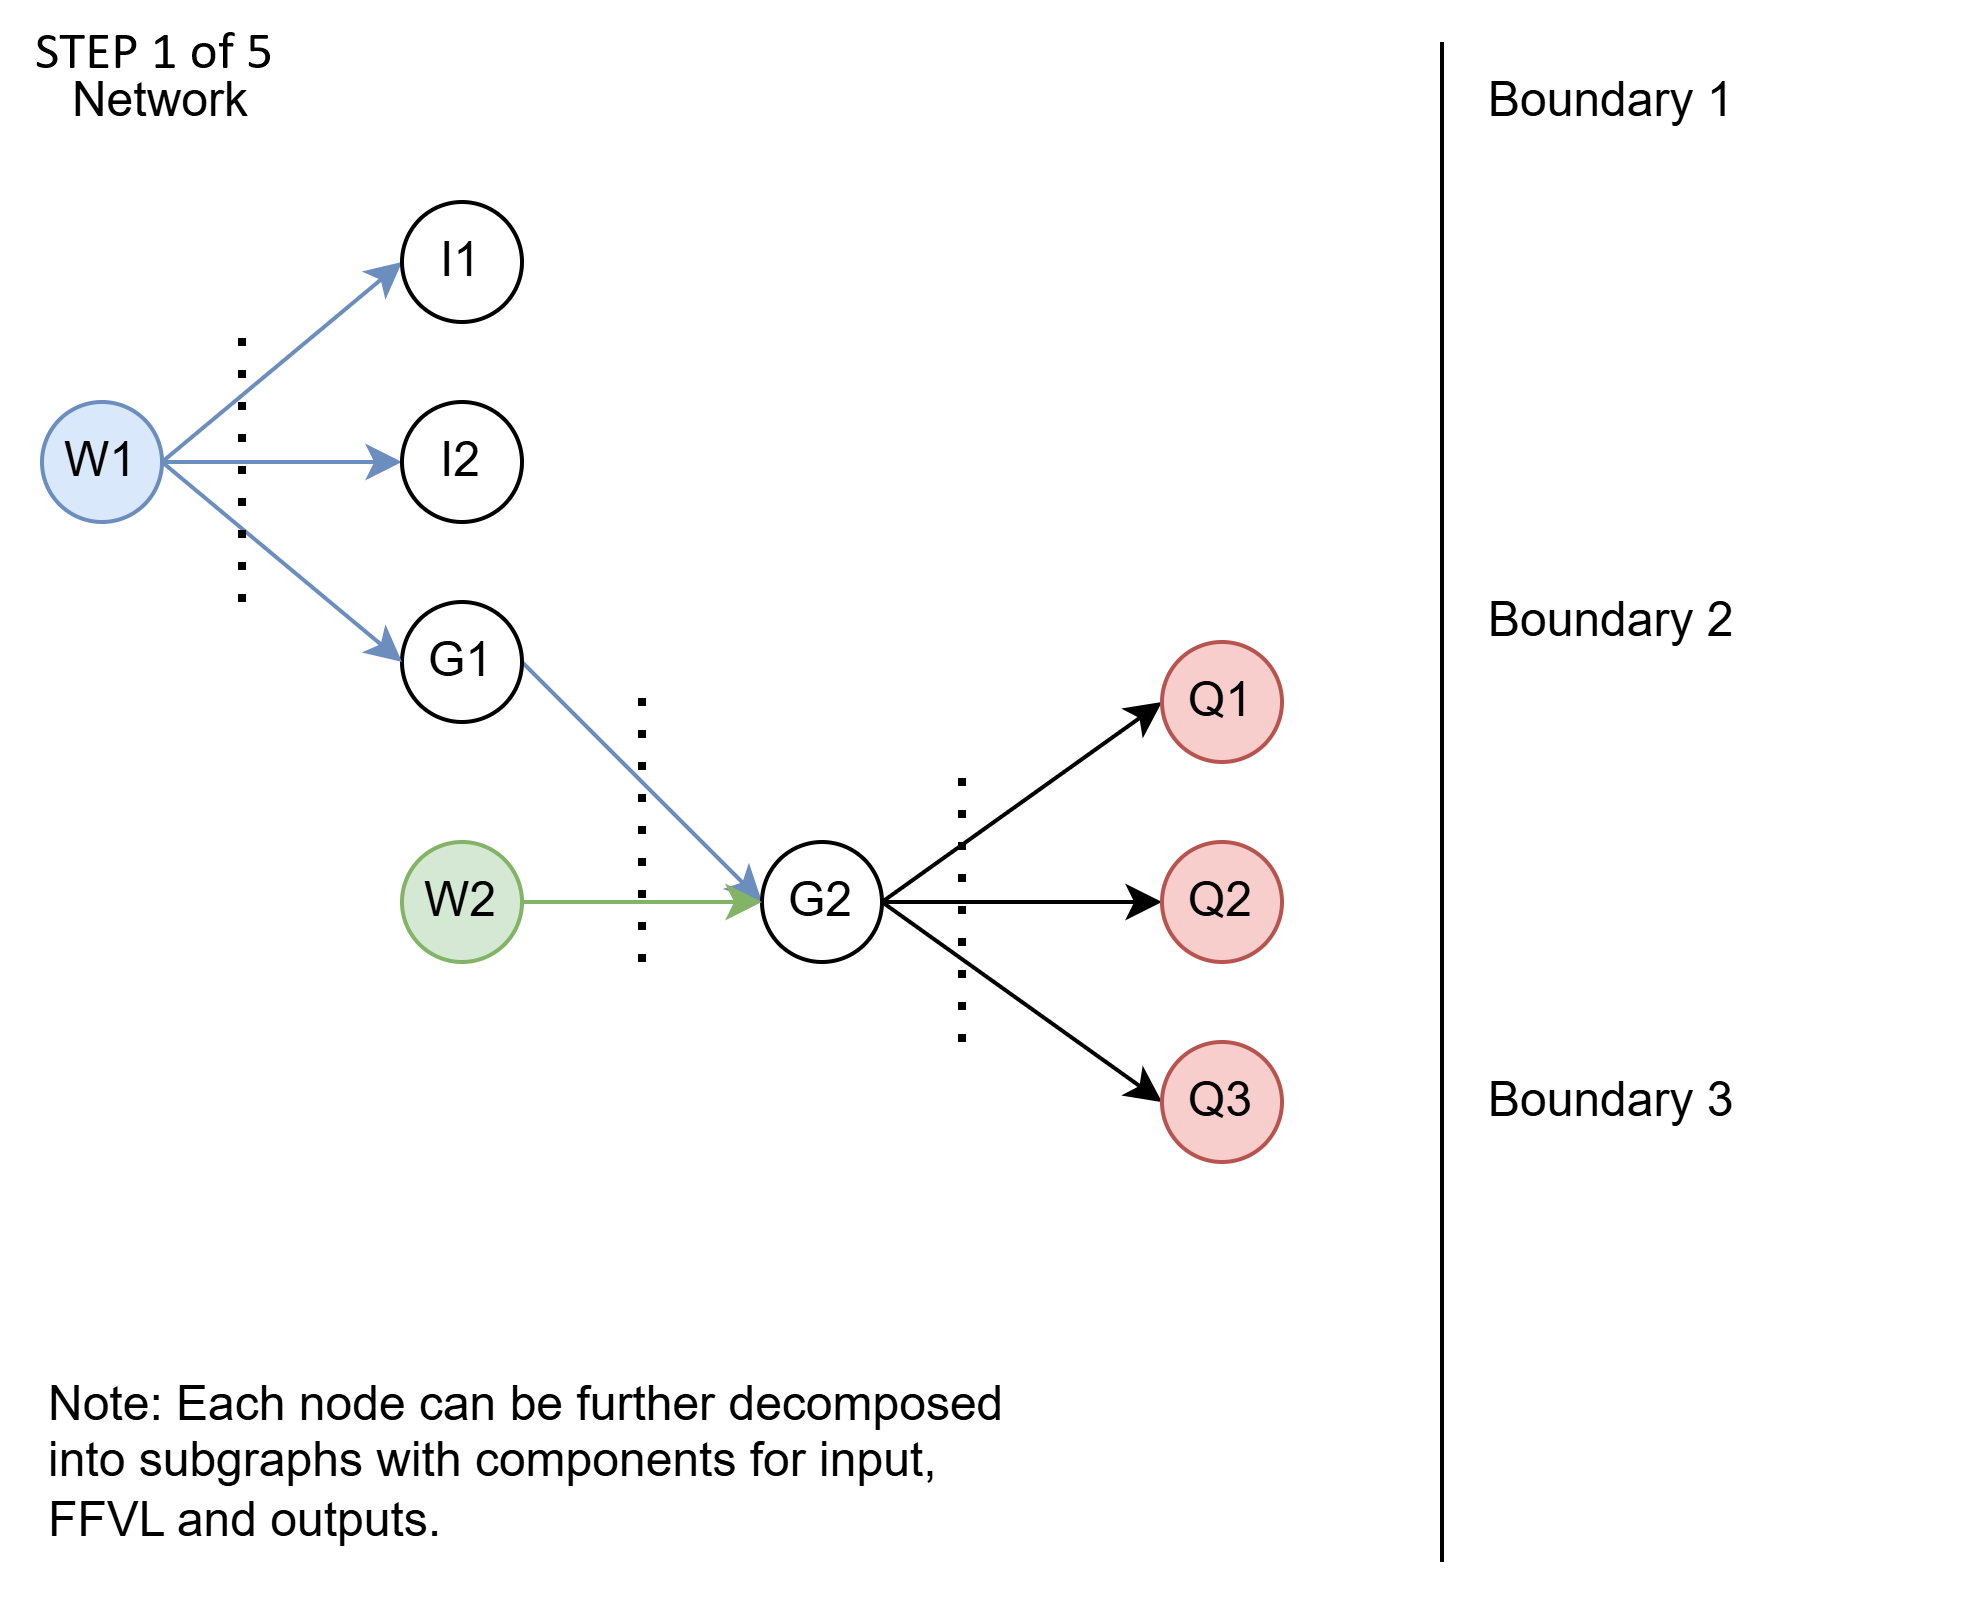 STEP 1 of 5
Network
Boundary 1
I1
W1
I2
G1
Boundary 2
Q1
W2
G2
Q2
Q3
Boundary 3
Note: Each node can be further decomposed
into subgraphs with components for input,
FFVL and outputs.